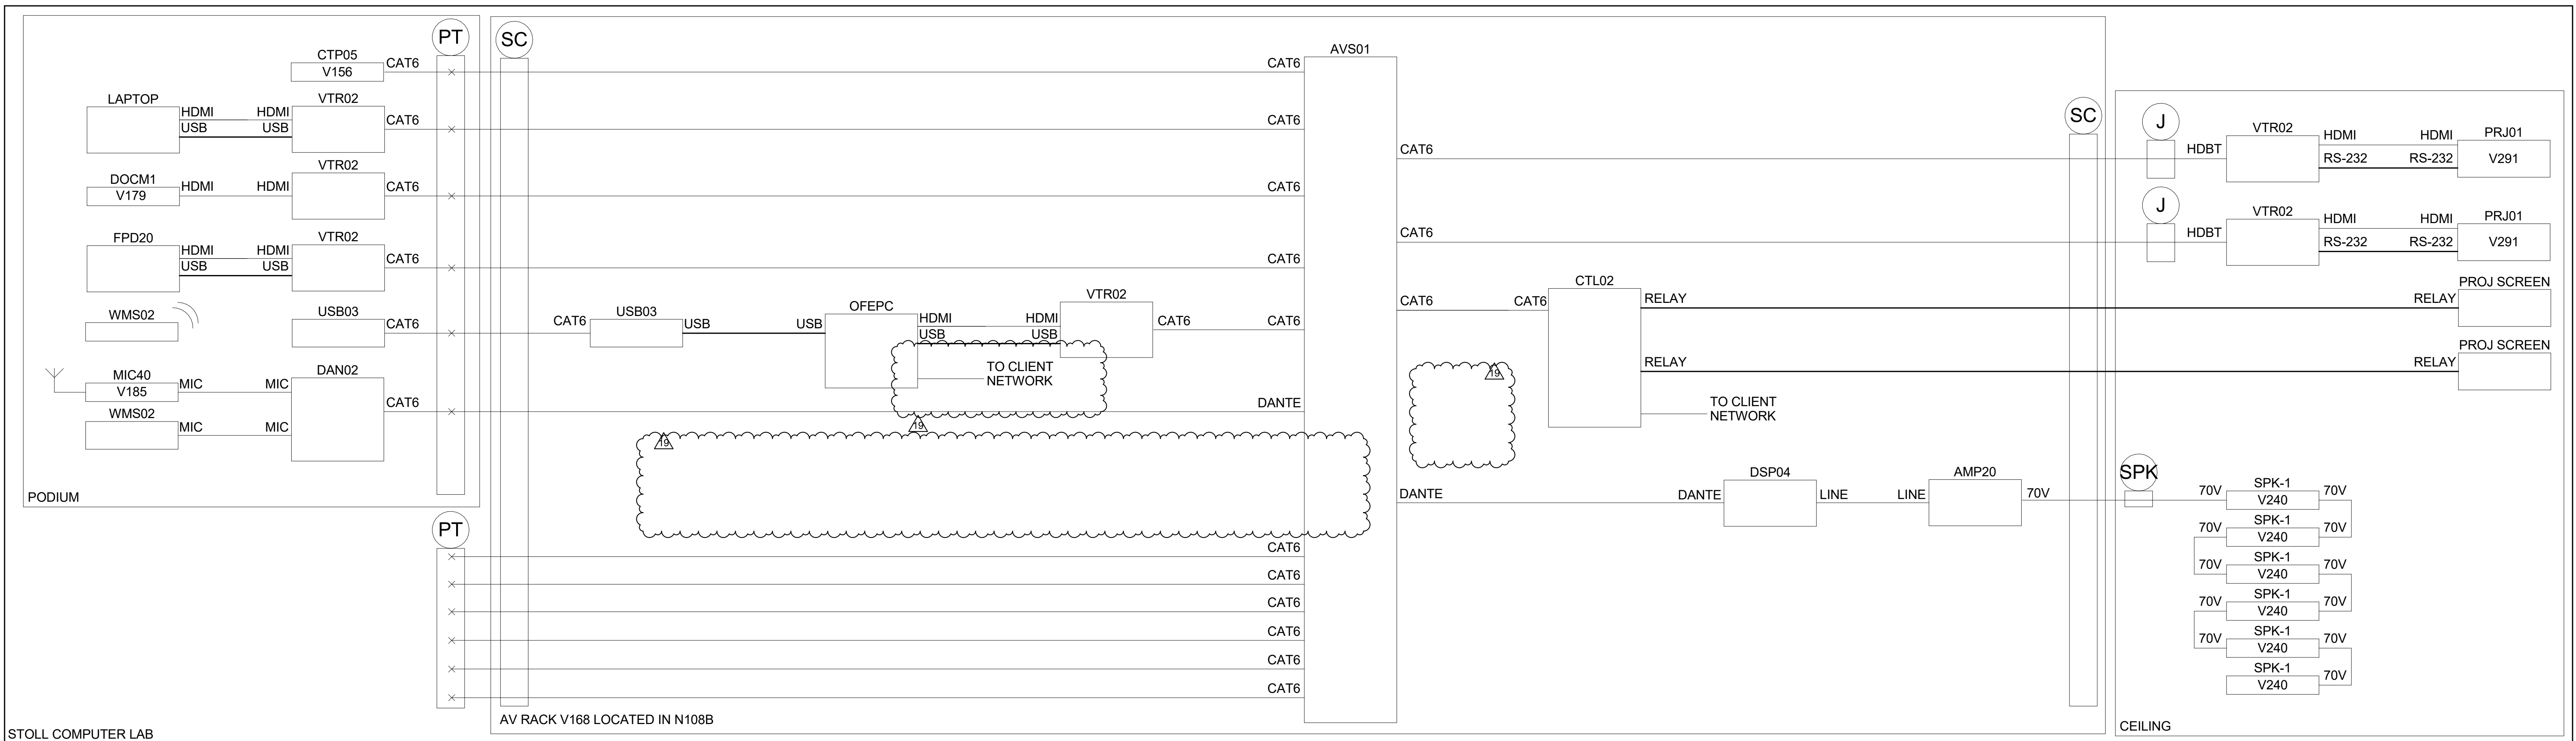 PT
SC
CTP05
V156
CAT6
CAT6
AVS01
LAPTOP
HDMI
HDMI
USB
USB
VTR02
CAT6
CAT6
DOCM1
V179
HDMI
HDMI
VTR02
CAT6
CAT6
FPD20
HDMI
HDMI
USB
USB
VTR02
CAT6
CAT6
WMS02
USB03
CAT6
CAT6
USB03
USB
USB
OFEPC
HDMI
HDMI
USB
USB
VTR02
CAT6
CAT6
TO CLIENT
NETWORK
MIC40
V185
MIC
MIC
DAN02
CAT6
DANTE
WMS02
MIC
MIC
19
19
19
PODIUM
PT
CAT6
CAT6
CAT6
CAT6
CAT6
CAT6
AV RACK V168 LOCATED IN N108B
STOLL COMPUTER LAB
SC
CAT6
J
HDBT
VTR02
HDMI
HDMI
RS-232
RS-232
PRJ01
V291
CAT6
J
HDBT
VTR02
HDMI
HDMI
RS-232
RS-232
PRJ01
V291
CAT6
CAT6
CTL02
RELAY
RELAY
PROJ SCREEN
RELAY
RELAY
PROJ SCREEN
TO CLIENT
NETWORK
DANTE
DANTE
DSP04
LINE
LINE
AMP20
70V
SPK
70V
SPK-1
V240
70V
70V
SPK-1
V240
70V
70V
SPK-1
V240
70V
70V
SPK-1
V240
70V
70V
SPK-1
V240
70V
SPK-1
V240
70V
CEILING